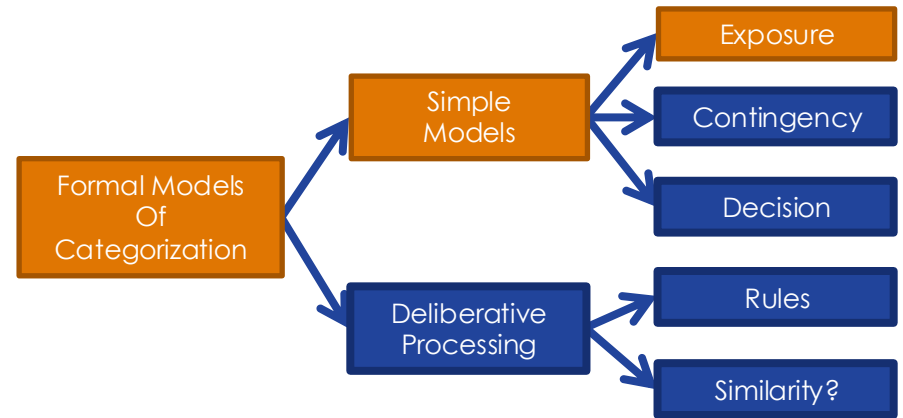 Formal Models
Of
Categorization
Simple
Models
Exposure
Contingency
Decision
Deliberative
Processing
Rules
Similarity?